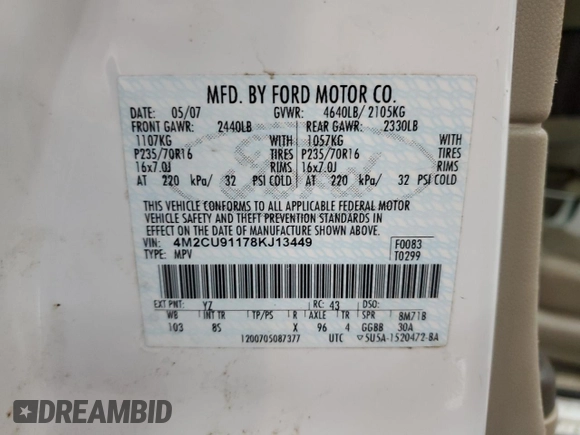 MFD. BY FORD MOTOR CO.
DATE: 05/07 GVWR: 4640LB/ 2105KG
FRONT GAWR: 2440LB REAR GAWR: 2330LB
1107KG WITH 1057KG WITH
P235/70R16 TIRES P235/70R16 TIRES
16x7.0J RIMS 16x7.0J RIMS
AT 220 kPa/ 32 PSI COLD AT 220 kPa/ 32 PSI COLD
THIS VEHICLE CONFORMS TO ALL APPLICABLE FEDERAL MOTOR
VEHICLE SAFETY AND THEFT PREVENTION STANDARDS IN
EFFECT ON THE DATE OF MANUFACTURE SHOWN ABOVE.
VIN: 4M2CU91178KJ13449 F0083
TYPE: MPV T0299
EXT PNT: YZ RC: 43 DSO:
WB INT TR TP/PS R AXLE TR SPR 8M71B
103 8S X 96 4 GGBB 30A
1200705087377 UTC ▽5U5A-1520472-BA
DREAMBID